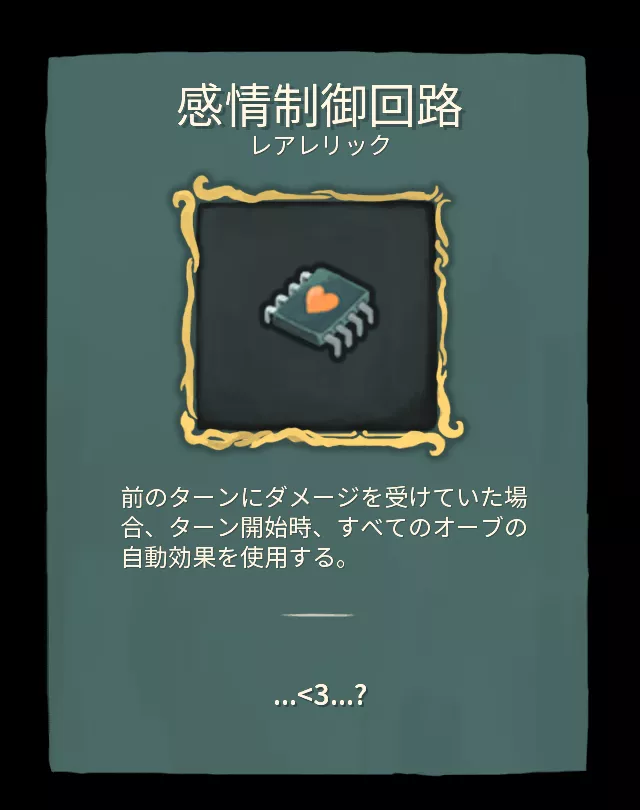 感情制御回路
レアレリック
前のターンにダメージを受けていた場
合、ターン開始時、すべてのオーブの
自動効果を使用する。
...<3...?